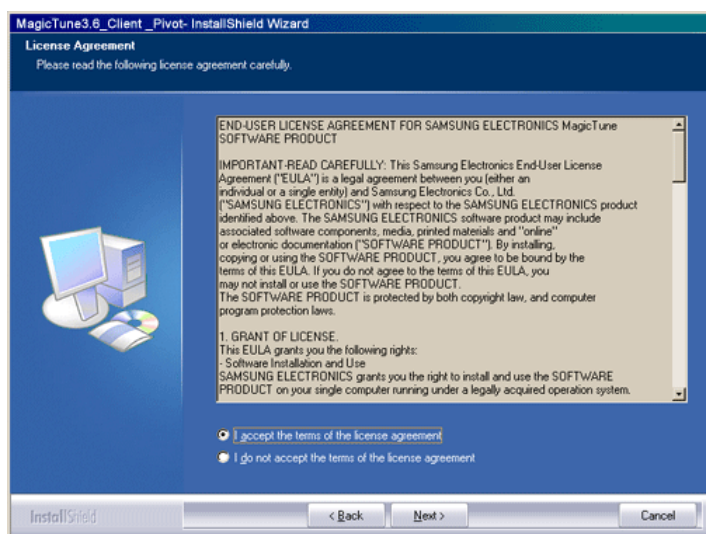 MagicTune3.6_Client _Pivot- InstallShield Wizard
License Agreement
Please read the following license agreement carefully.
END-USER LICENSE AGREEMENT FOR SAMSUNG ELECTRONICS MagicTune
SOFTWARE PRODUCT
IMPORTANT-READ CAREFULLY: This Samsung Electronics End-User License
Agreement ("EULA") is a legal agreement between you (either an
individual or a single entity) and Samsung Electronics Co., Ltd.
("SAMSUNG ELECTRONICS") with respect to the SAMSUNG ELECTRONICS product
identified above. The SAMSUNG ELECTRONICS software product may include
associated software components, media, printed materials and "online"
or electronic documentation ("SOFTWARE PRODUCT"). By installing,
copying or using the SOFTWARE PRODUCT, you agree to be bound by the
terms of this EULA. If you do not agree to the terms of this EULA, you
may not install or use the SOFTWARE PRODUCT.
The SOFTWARE PRODUCT is protected by both copyright law, and computer
program protection laws.
1. GRANT OF LICENSE.
This EULA grants you the following rights:
- Software Installation and Use
SAMSUNG ELECTRONICS grants you the right to install and use the SOFTWARE
PRODUCT on your single computer running under a legally acquired operation system.
I accept the terms of the license agreement
I do not accept the terms of the license agreement
InstallShield
< Back
Next >
Cancel